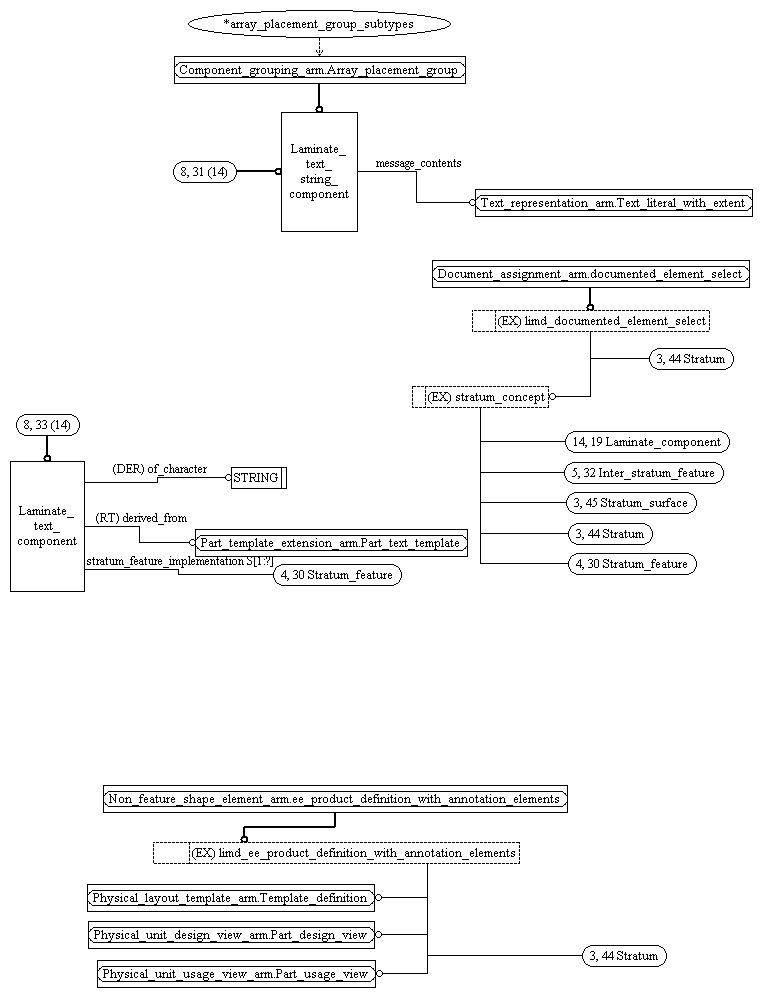 *array_placement_group_subtypes
Component_grouping_arm.Array_placement_group
Laminate_
text_
string_
component
8, 31 (14)
message_contents
Text_representation_arm.Text_literal_with_extent
Document_assignment_arm.documented_element_select
(EX) limd_documented_element_select
3, 44 Stratum
(EX) stratum_concept
8, 33 (14)
14, 19 Laminate_component
(DER) of_character
STRING
5, 32 Inter_stratum_feature
Laminate_
text_
component
3, 45 Stratum_surface
(RT) derived_from
3, 44 Stratum
Part_template_extension_arm.Part_text_template
stratum_feature_implementation S[1:?]
4, 30 Stratum_feature
4, 30 Stratum_feature
Non_feature_shape_element_arm.ee_product_definition_with_annotation_elements
(EX) limd_ee_product_definition_with_annotation_elements
Physical_layout_template_arm.Template_definition
Physical_unit_design_view_arm.Part_design_view
3, 44 Stratum
Physical_unit_usage_view_arm.Part_usage_view